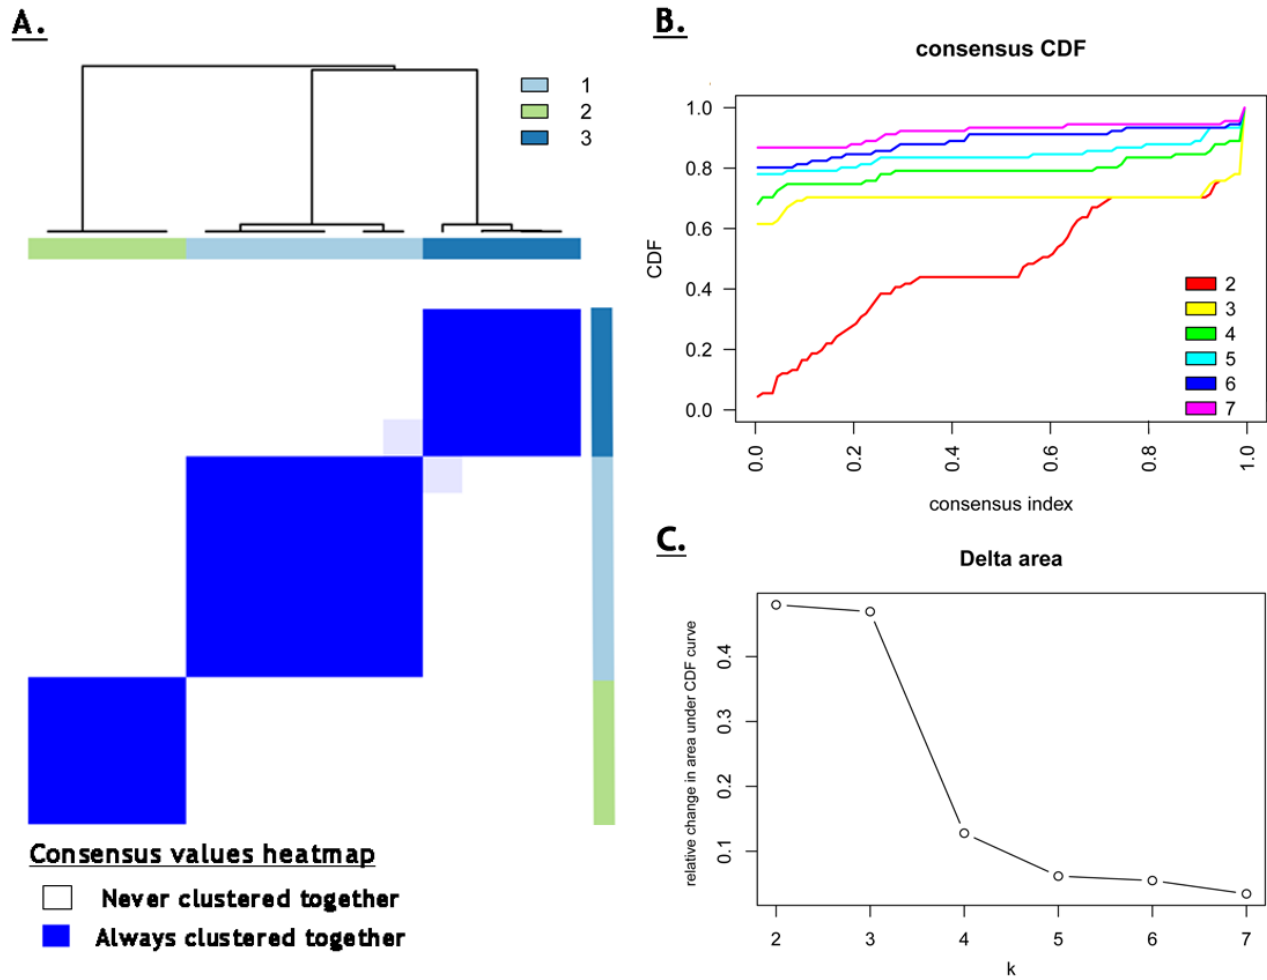 A.
1
2
3
Consensus values heatmap
Never clustered together
Always clustered together
B.
consensus CDF
CDF
1.0
0.8
0.6
0.4
0.2
0.0
2
3
4
5
6
7
0.0 0.2 0.4 0.6 0.8 1.0
consensus index
C.
Delta area
relative change in area under CDF curve
0.4
0.3
0.2
0.1
2 3 4 5 6 7
k